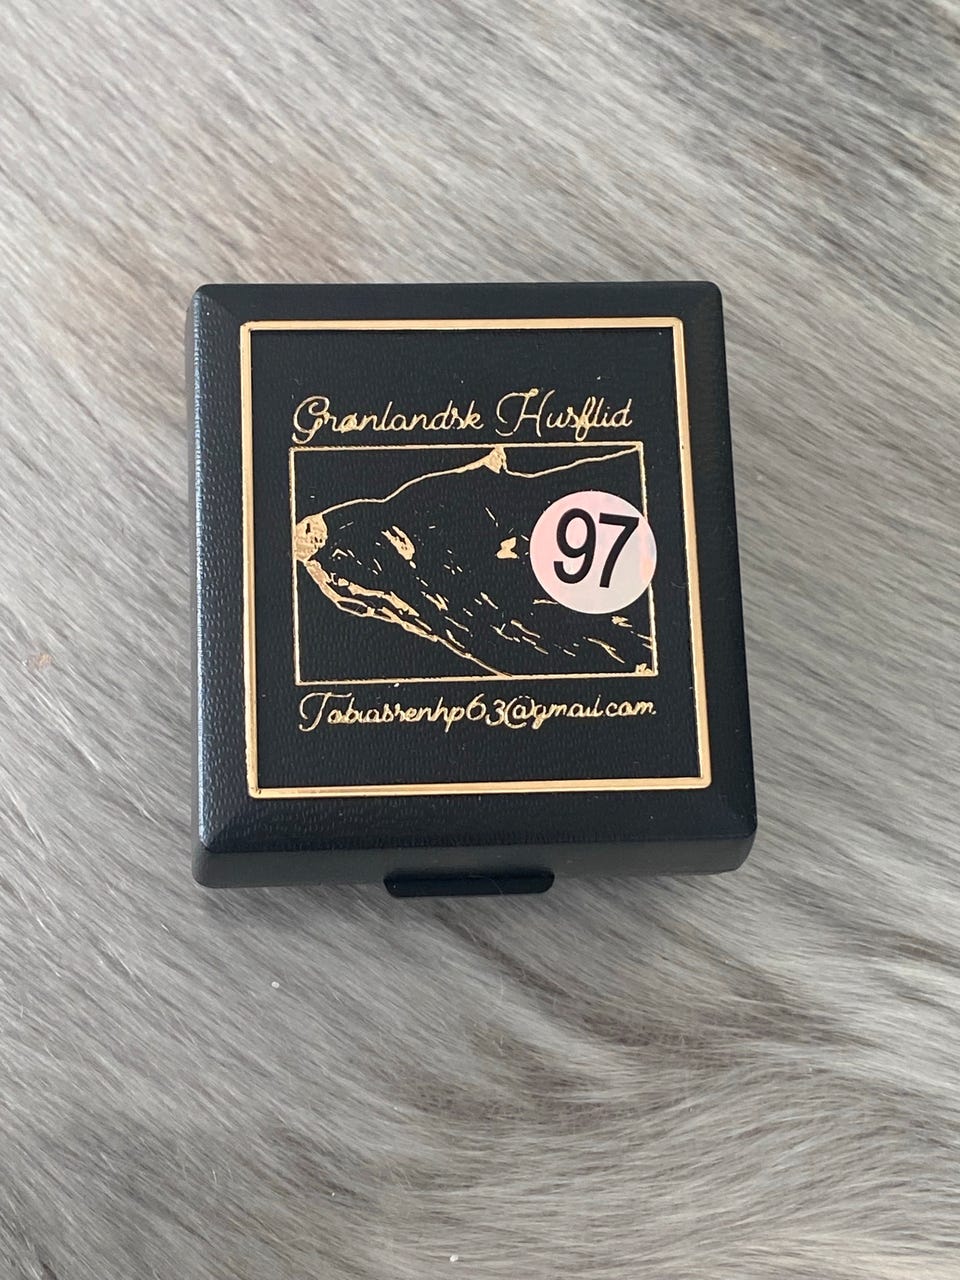 Grønlandsk Husflid
97
Tobiassenhp63@gmail.com